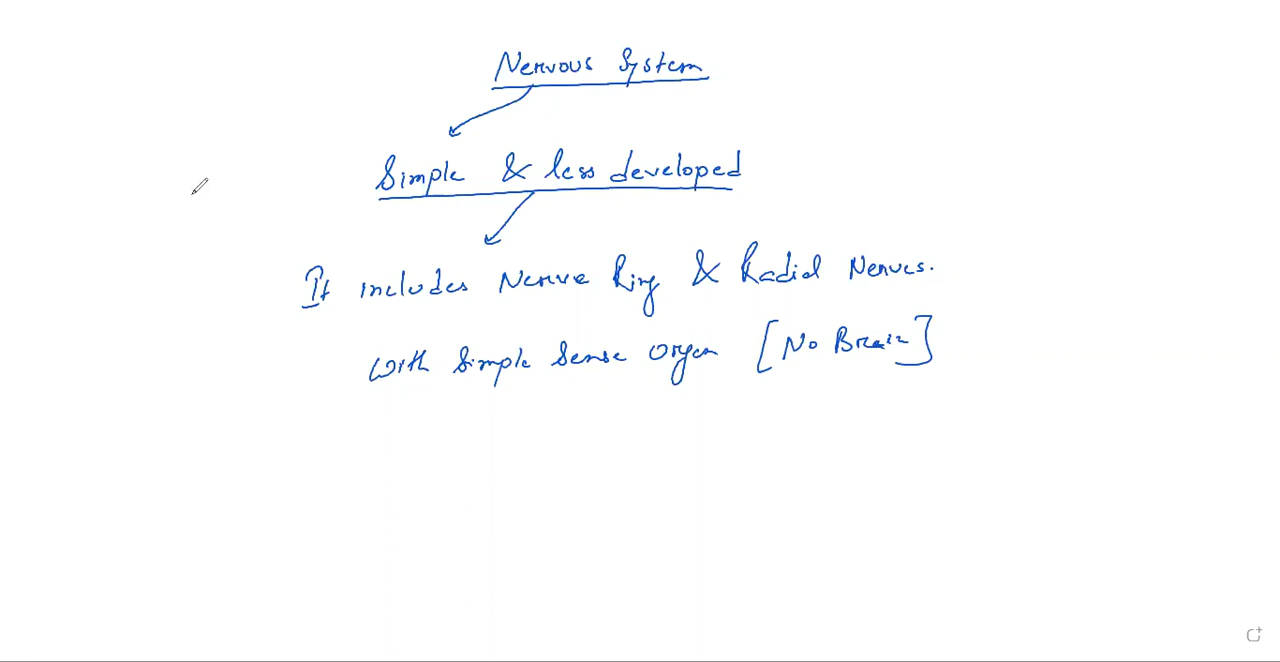 Nervous System
Simple & less developed
It includes Nerve Ring & Radial Nerves.
with Simple Sense organ [No Brain]